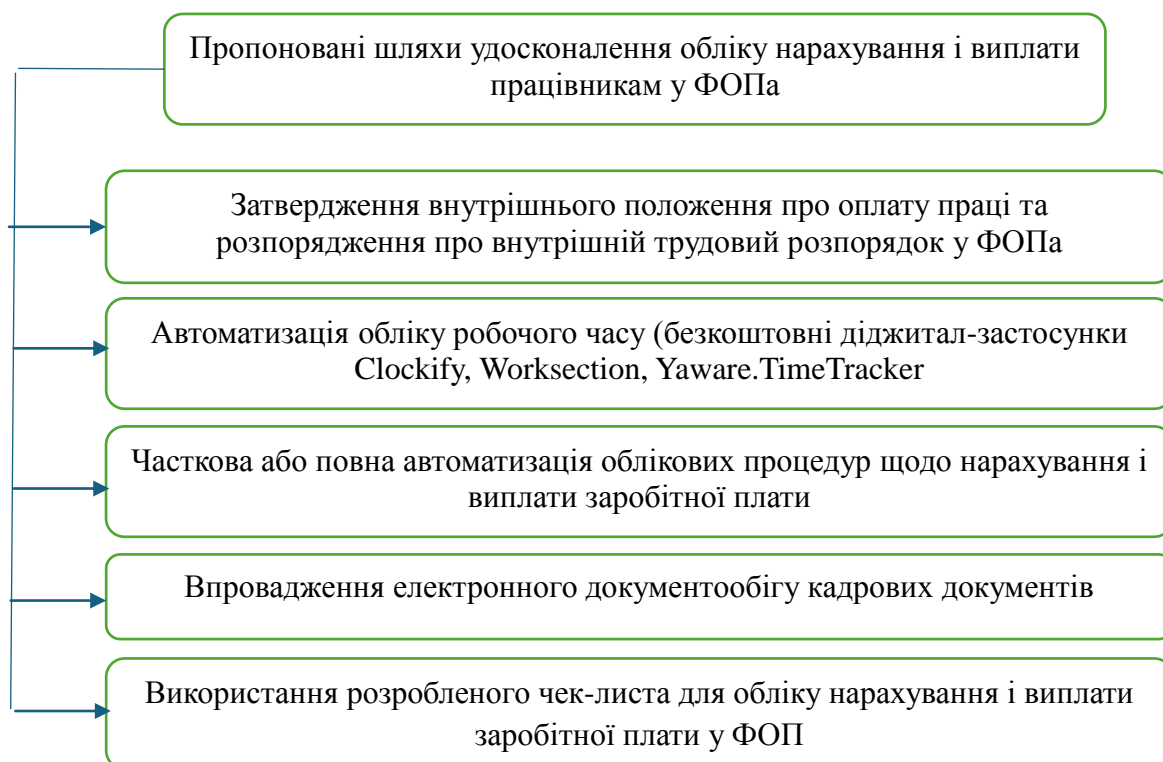 Пропоновані шляхи удосконалення обліку нарахування і виплати
працівникам у ФОПа
Затвердження внутрішнього положення про оплату праці та
розпорядження про внутрішній трудовий розпорядок у ФОПа
Автоматизація обліку робочого часу (безкоштовні діджитал-застосунки
Clockify, Worksection, Yaware.TimeTracker
Часткова або повна автоматизація облікових процедур щодо нарахування і
виплати заробітної плати
Впровадження електронного документообігу кадрових документів
Використання розробленого чек-листа для обліку нарахування і виплати
заробітної плати у ФОП